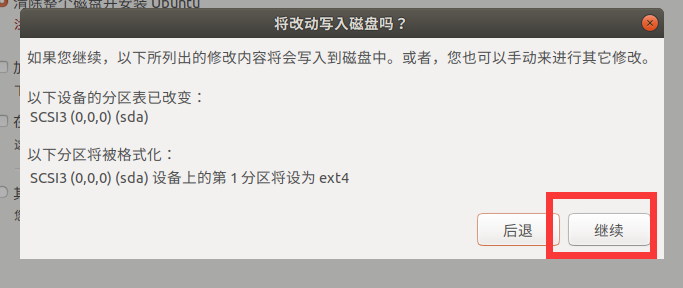 清除整个磁盘并安装 Ubuntu
将改动写入磁盘吗？
如果您继续，以下所列出的修改内容将会写入到磁盘中。或者，您也可以手动来进行其它修改。
以下设备的分区表已改变：
SCSI3 (0,0,0) (sda)
以下分区将被格式化：
SCSI3 (0,0,0) (sda) 设备上的第 1 分区将设为 ext4
后退 继续